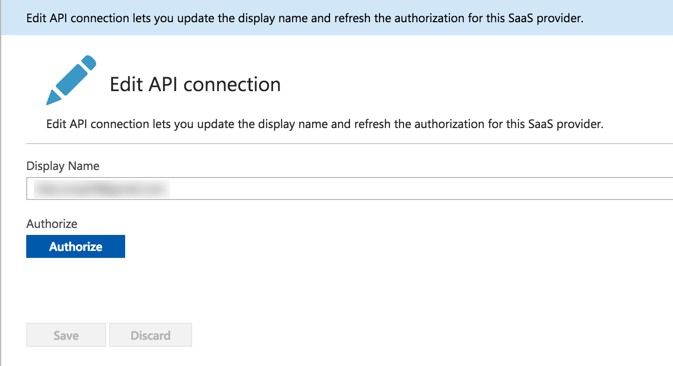 Edit API connection lets you update the display name and refresh the authorization for this SaaS provider.
Edit API connection
Edit API connection lets you update the display name and refresh the authorization for this SaaS provider.
Display Name
Authorize
Authorize
Save Discard